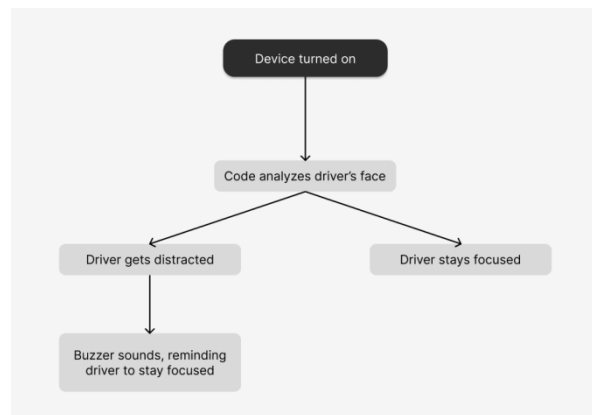 Device turned on
Code analyzes driver's face
Driver gets distracted
Driver stays focused
Buzzer sounds, reminding
driver to stay focused